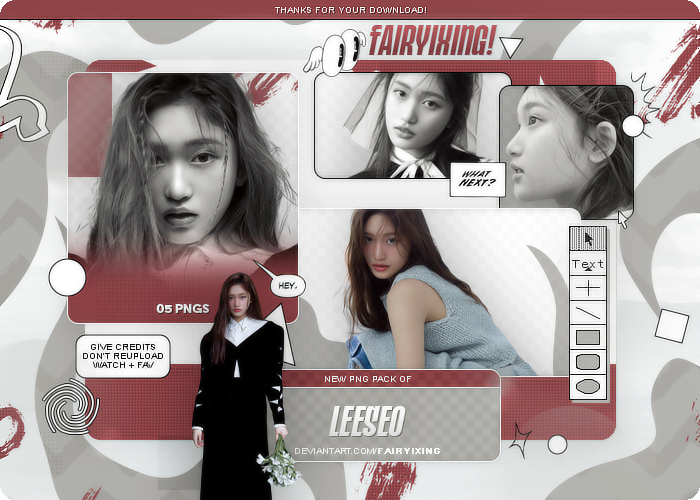 THANKS FOR YOUR DOWNLOAD!
FAIRYIXING!
WHAT
NEXT?
Text
HEY,
05 PNGS
GIVE CREDITS
DON'T REUPLOAD
WATCH + FAV
NEW PNG PACK OF
LEESEO
DEVIANTART.COM/FAIRYIXING